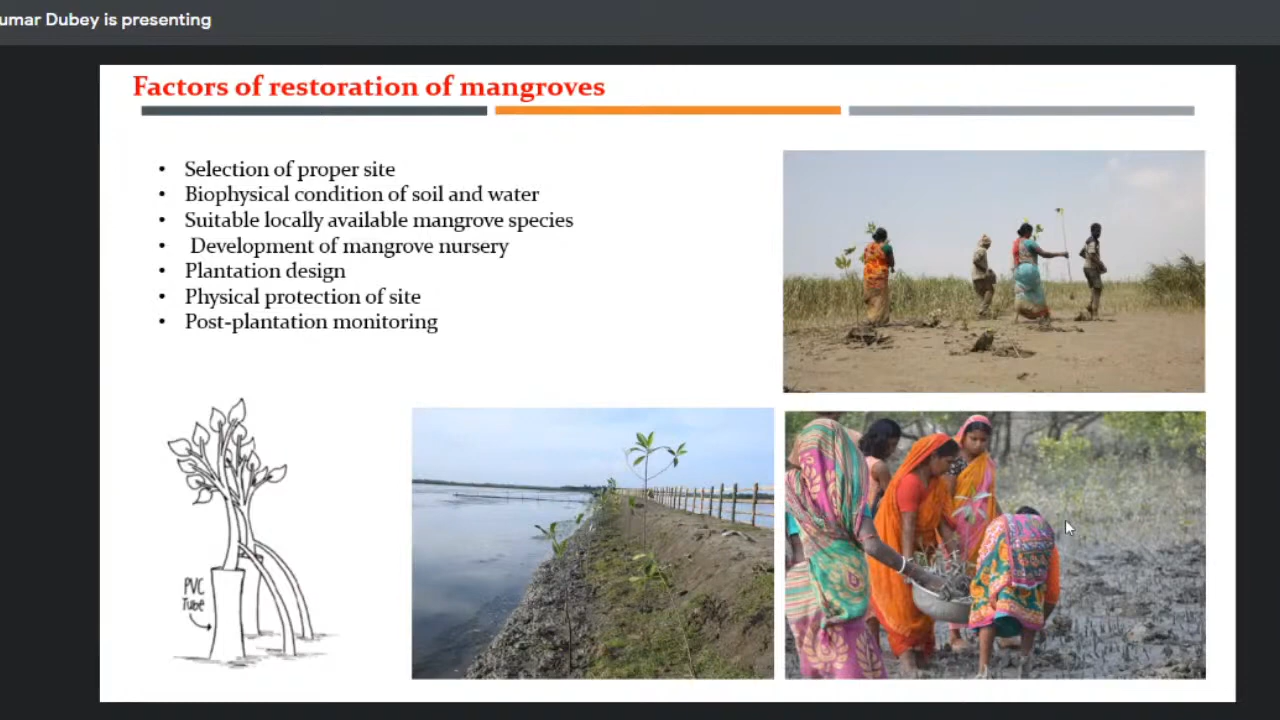 umar Dubey is presenting
Factors of restoration of mangroves
• Selection of proper site
• Biophysical condition of soil and water
• Suitable locally available mangrove species
• Development of mangrove nursery
• Plantation design
• Physical protection of site
• Post-plantation monitoring
PVC
Tube